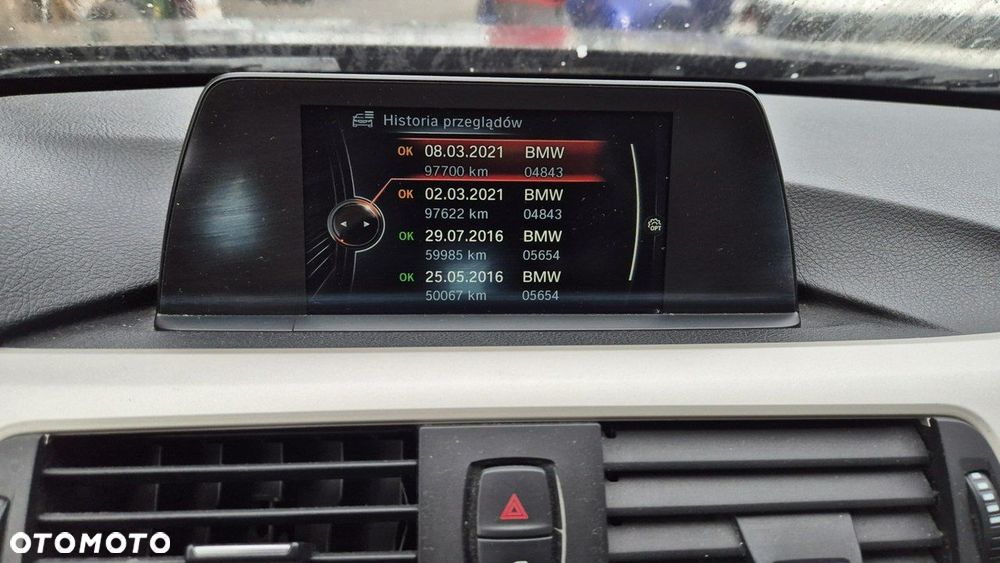 Historia przeglądów
OK 08.03.2021 BMW
97700 km 04843
OK 02.03.2021 BMW
97622 km 04843
OK 29.07.2016 BMW
59985 km 05654
OK 25.05.2016 BMW
50067 km 05654
OPT
OTOMOTO